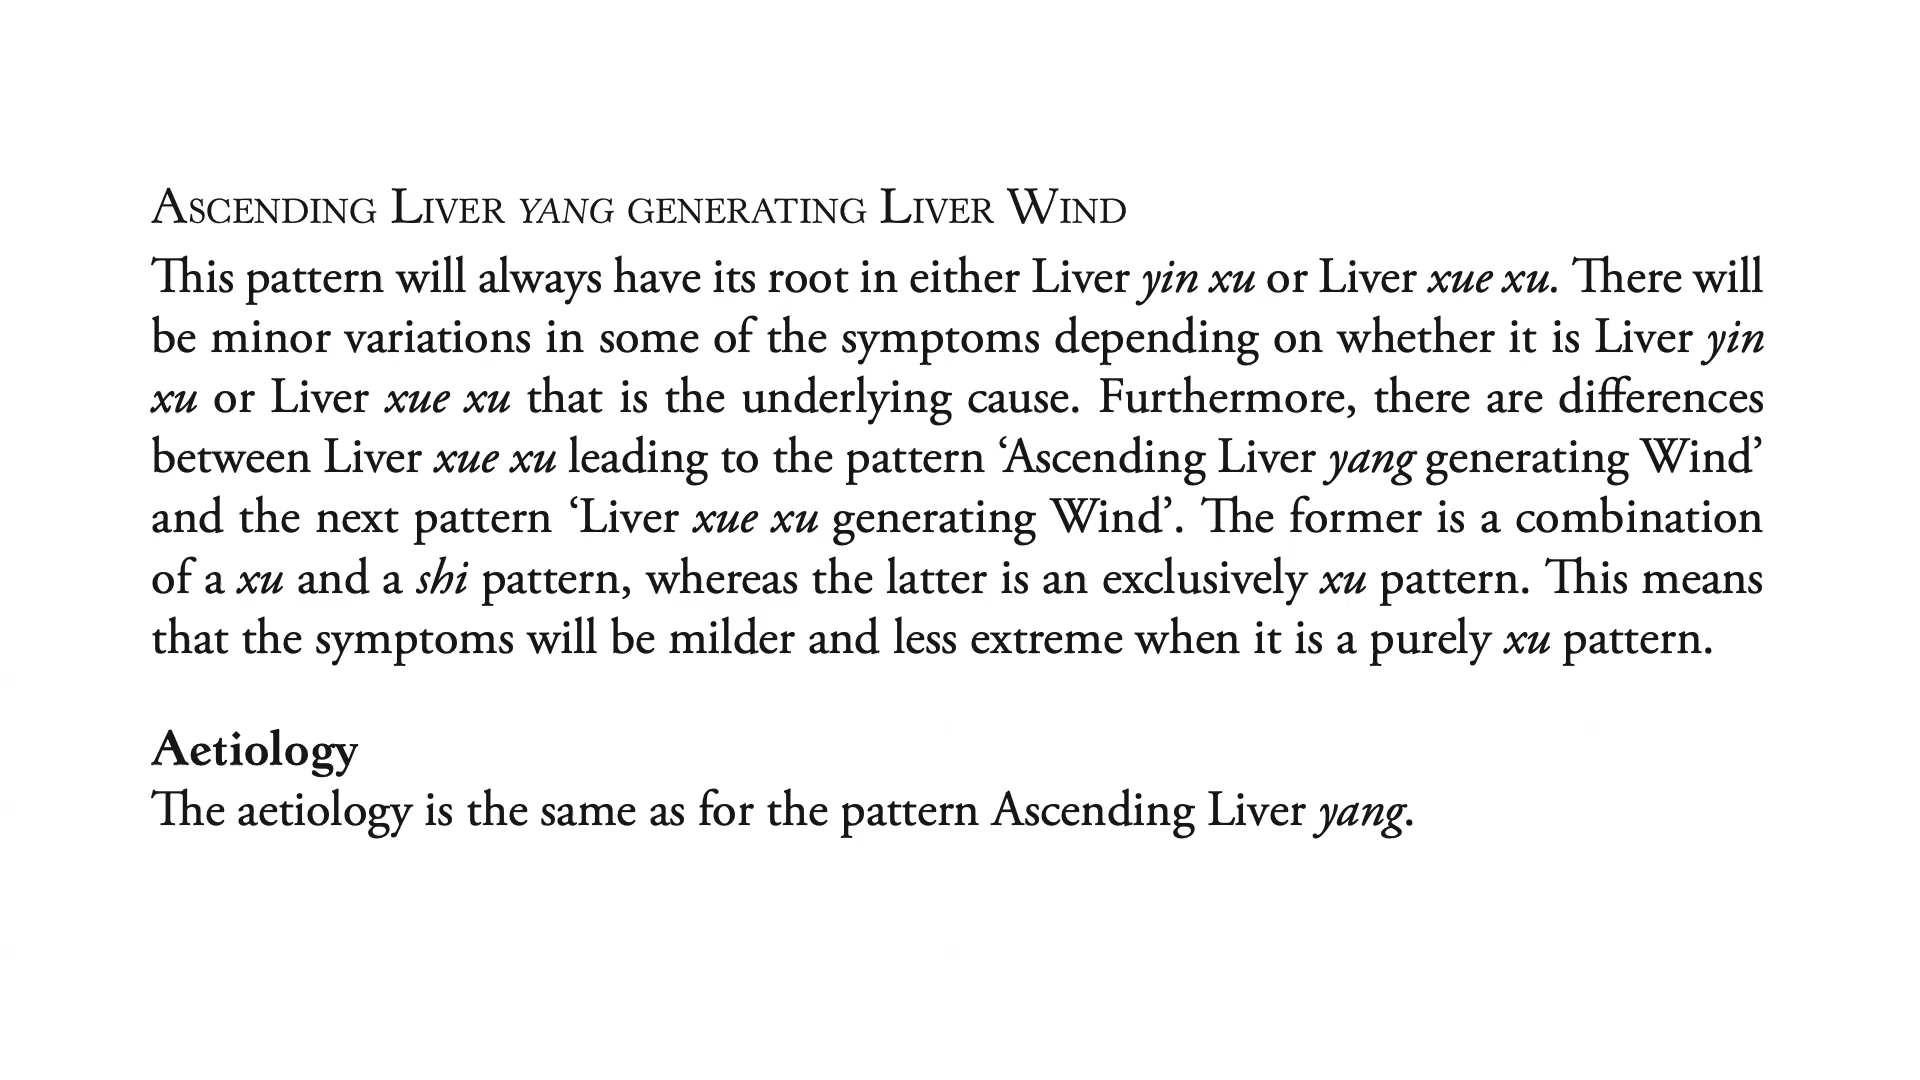 Ascending Liver yang generating Liver Wind
This pattern will always have its root in either Liver yin xu or Liver xue xu. There will
be minor variations in some of the symptoms depending on whether it is Liver yin
xu or Liver xue xu that is the underlying cause. Furthermore, there are differences
between Liver xue xu leading to the pattern ‘Ascending Liver yang generating Wind’
and the next pattern ‘Liver xue xu generating Wind’. The former is a combination
of a xu and a shi pattern, whereas the latter is an exclusively xu pattern. This means
that the symptoms will be milder and less extreme when it is a purely xu pattern.
Aetiology
The aetiology is the same as for the pattern Ascending Liver yang.